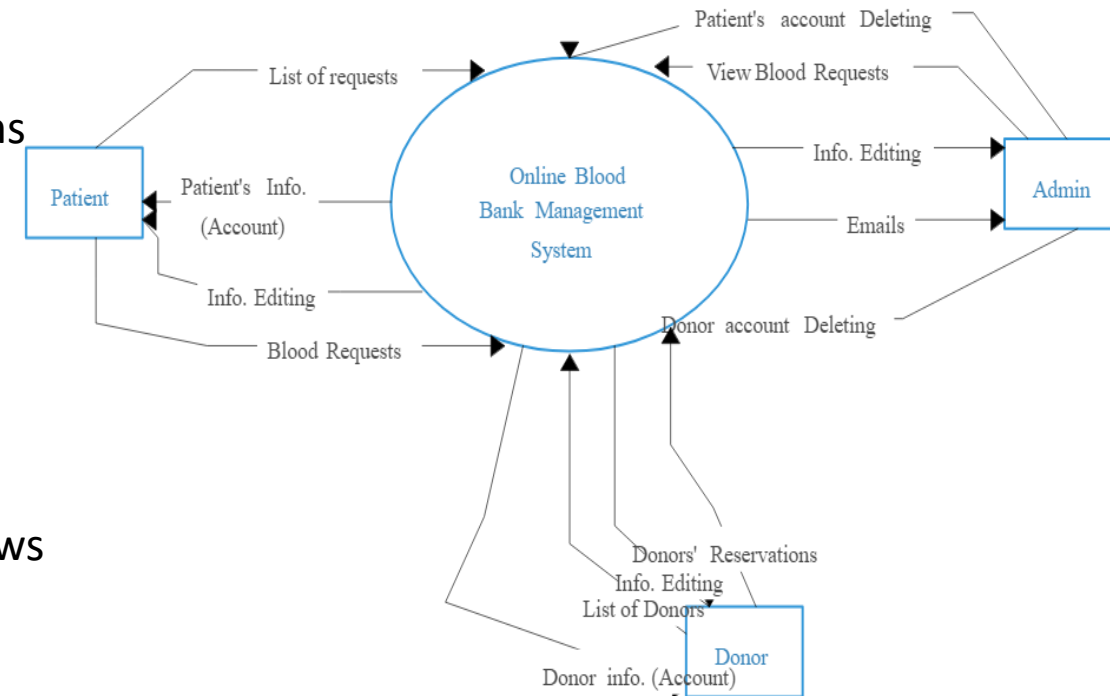 Patient's account Deleting
List of requests
View Blood Requests
ns
Info. Editing
Online Blood
Bank Management
System
Patient
Patient's Info.
(Account)
Admin
Emails
Info. Editing
Donor account Deleting
Blood Requests
ws
Donors' Reservations
Info. Editing
List of Donors
Donor
Donor info. (Account)